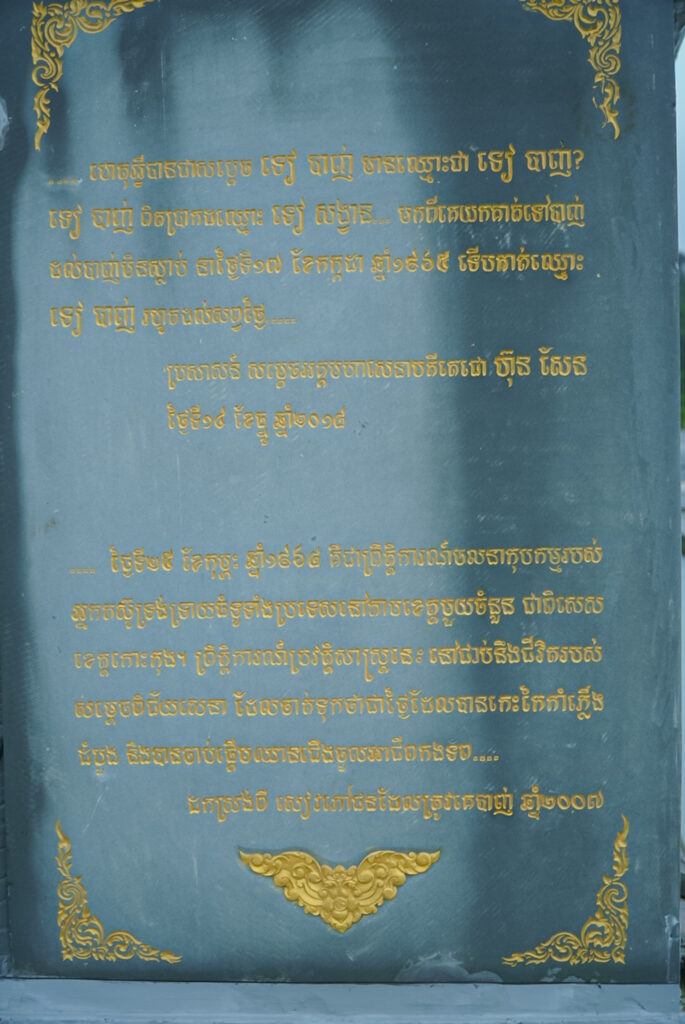 .... ហេតុអ្វីបានជាសម្តេច ទៀ បាញ់ មានឈ្មោះជា ទៀ បាញ់?
ទៀ បាញ់ ពិតប្រាកដឈ្មោះ ទៀ សង្វាន.... មកពីគេយកគាត់ទៅបាញ់
ដល់បាញ់មិនស្លាប់ នាថ្ងៃទី១៧ ខែកក្កដា ឆ្នាំ១៩៦៥ ទើបគាត់ឈ្មោះ
ទៀ បាញ់ រហូតដល់សព្វថ្ងៃ.....
ប្រសាសន៍ សម្តេចអគ្គមហាសេនាបតីតេជោ ហ៊ុន សែន
ថ្ងៃទី១៤ ខែធ្នូ ឆ្នាំ២០១៨
.... ថ្ងៃទី២៥ ខែកុម្ភៈ ឆ្នាំ១៩៦៨ គឺជាព្រឹត្តិការណ៍ចលនាកុបកម្មរបស់
អ្នកតស៊ូទ្រង់ទ្រាយធំទូទាំងប្រទេសនៅតាមខេត្តមួយចំនួន ជាពិសេស
ខេត្តកោះកុង។ ព្រឹត្តិការណ៍ប្រវត្តិសាស្ត្រនេះ នៅជាប់និងជីវិតរបស់
សម្តេចពិជ័យសេនា ដែលចាត់ទុកថាជាថ្ងៃដែលបានកេះកៃកាំភ្លើង
ដំបូង និងបានចាប់ផ្តើមឈានជើងចូលអាជីពកងទ័ព....
ដកស្រង់ពី សៀវភៅជនដែលត្រូវគេបាញ់ ឆ្នាំ២០០៧